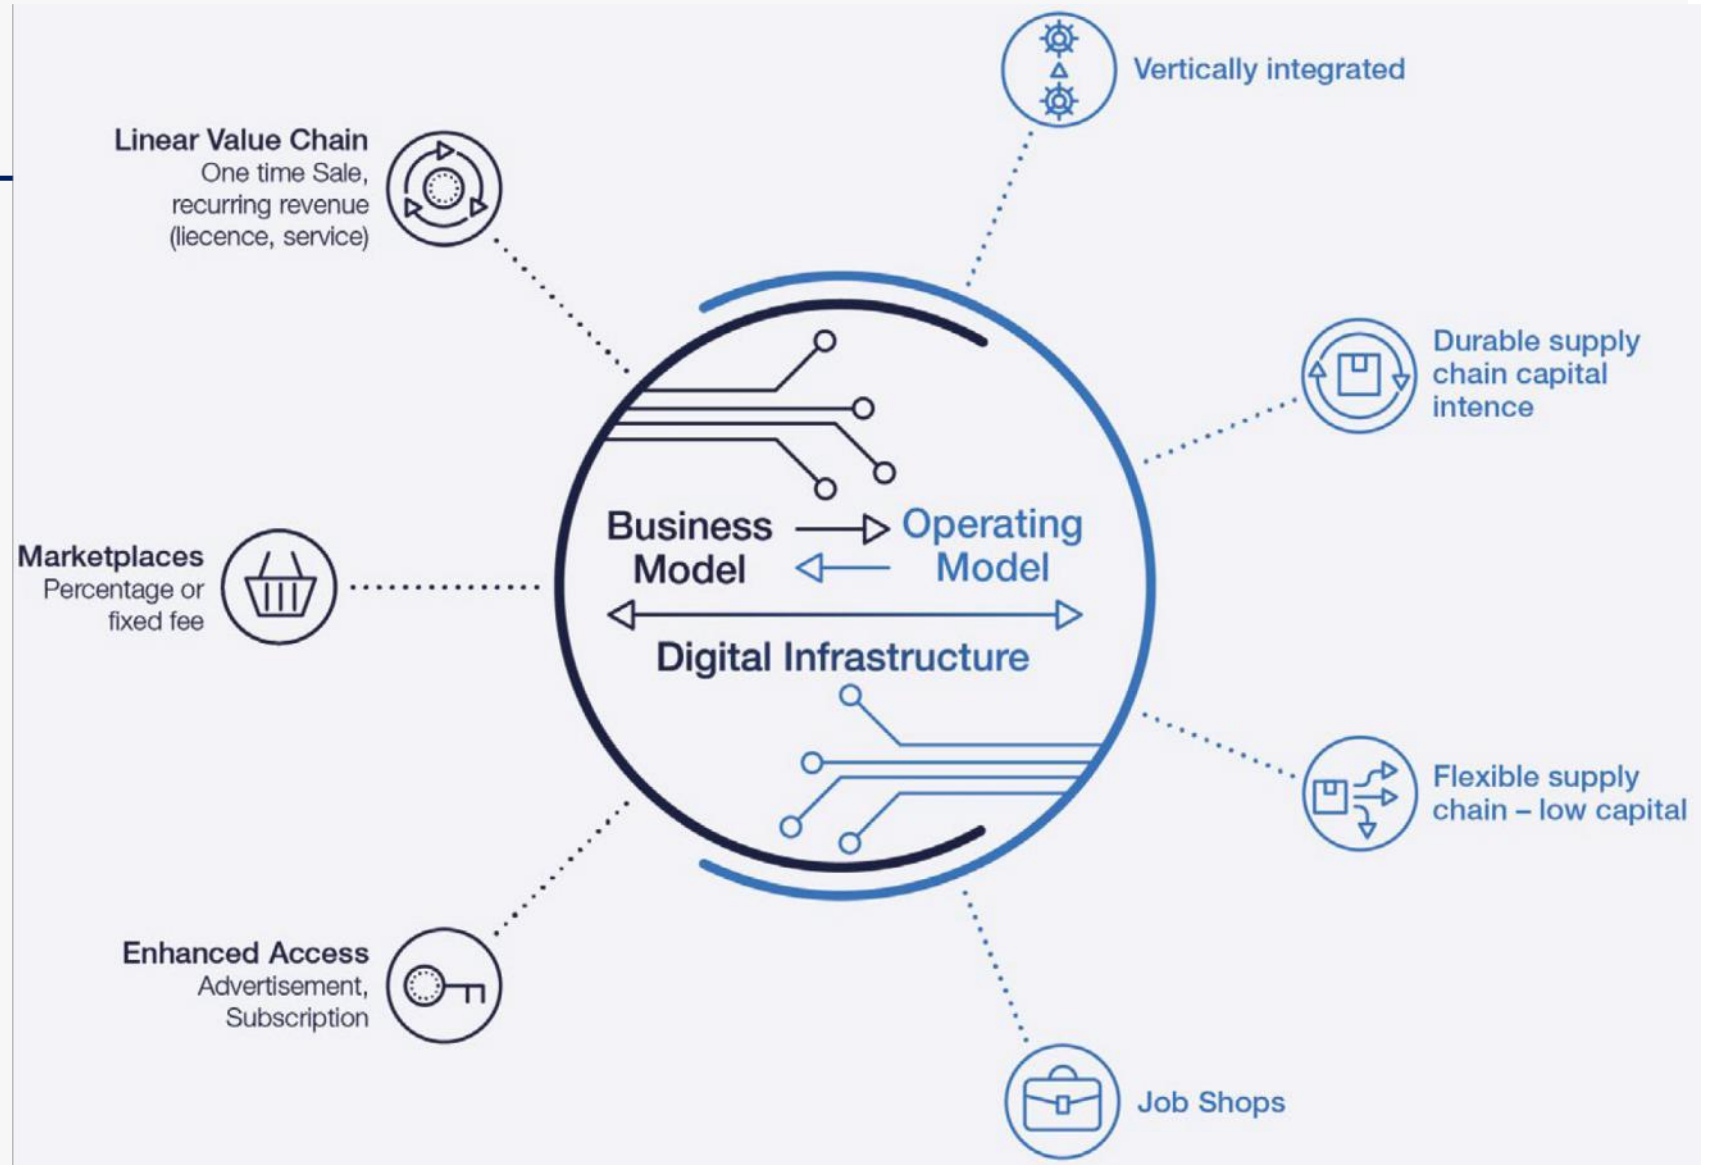 Vertically integrated
Linear Value Chain
One time Sale,
recurring revenue
(liecence, service)
Durable supply
chain capital
intence
Business
Model
Operating
Model
Digital Infrastructure
Marketplaces
Percentage or
fixed fee
Flexible supply
chain – low capital
Enhanced Access
Advertisement,
Subscription
Job Shops